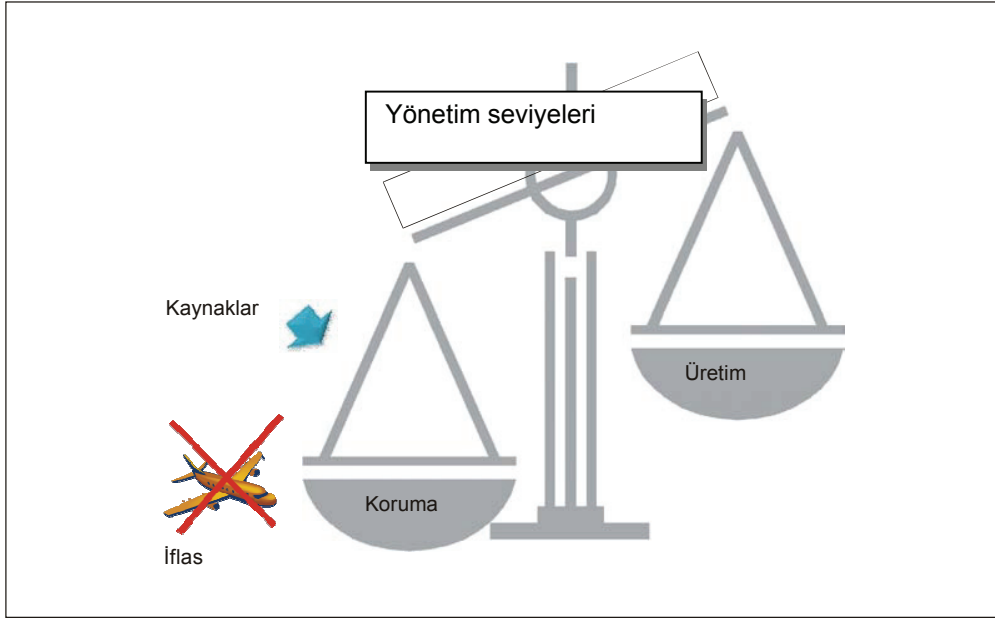 Yönetim seviyeleri
Kaynaklar
Üretim
Koruma
İflas